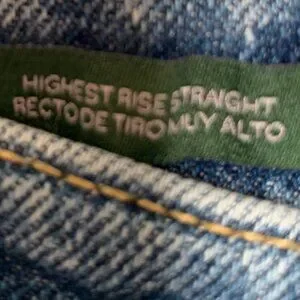 HIGHEST RISE STRAIGHT
RECTO DE TIRO MUY ALTO